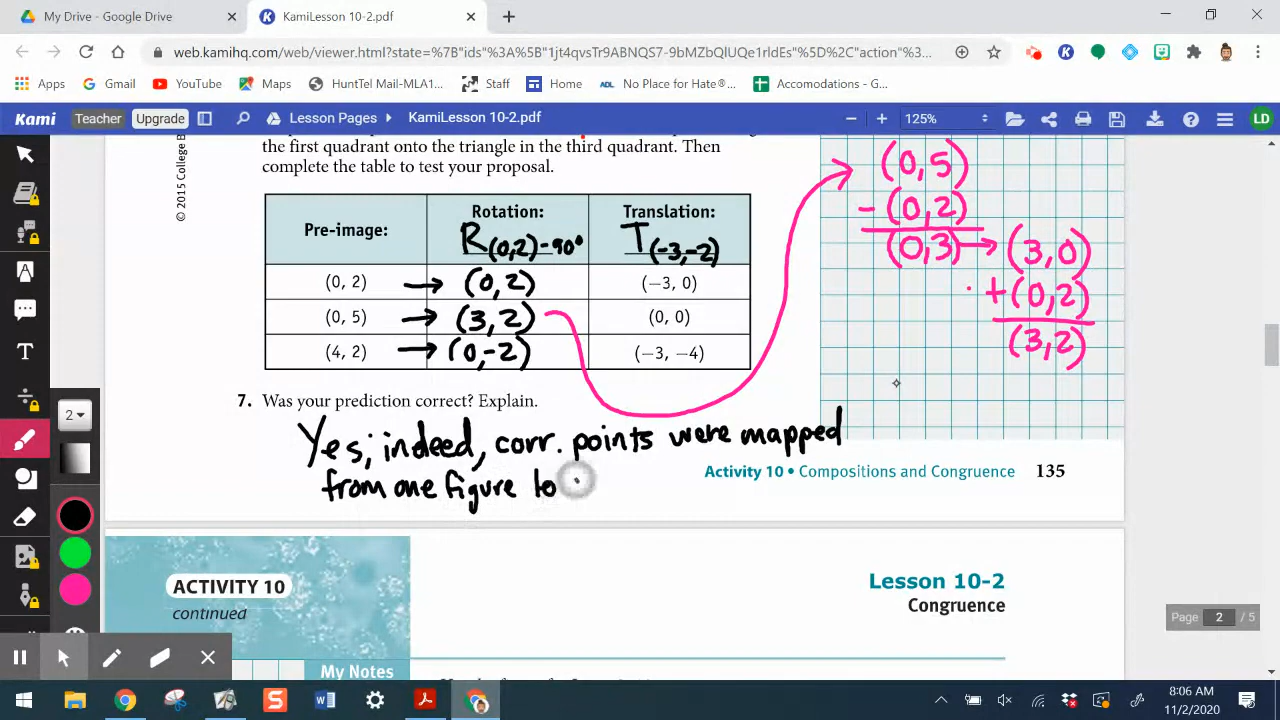 My Drive - Google Drive
KamiLesson 10-2.pdf
web.kamihq.com/web/viewer.html?state=%7B"ids"%3A%5B"1jt4qvsTr9ABNQS7-9bMZbQlUQe1rldEs"%5D%2C"action"%3...
Apps Gmail YouTube Maps HuntTel Mail-MLA1... Staff Home ADL No Place for Hate®... Accomodations - G...
Kami Teacher Upgrade Lesson Pages KamiLesson 10-2.pdf 125% LD
the first quadrant onto the triangle in the third quadrant. Then
complete the table to test your proposal.
© 2015 College B
Pre-image: Rotation: Translation:
R(0,2) -90° T(-3,-2)
(0, 2) → (0,2) (−3, 0)
(0, 5) → (3,2) (0, 0)
(4, 2) → (0,-2) (−3, −4)
(0,5)
- (0,2)
(0,3) → (3,0)
+ (0,2)
(3,2)
7. Was your prediction correct? Explain.
Yes; indeed, corr. points were mapped
from one figure to
Activity 10 • Compositions and Congruence 135
ACTIVITY 10
continued
Lesson 10-2
Congruence
My Notes
Page 2 / 5
2
8:06 AM
11/2/2020